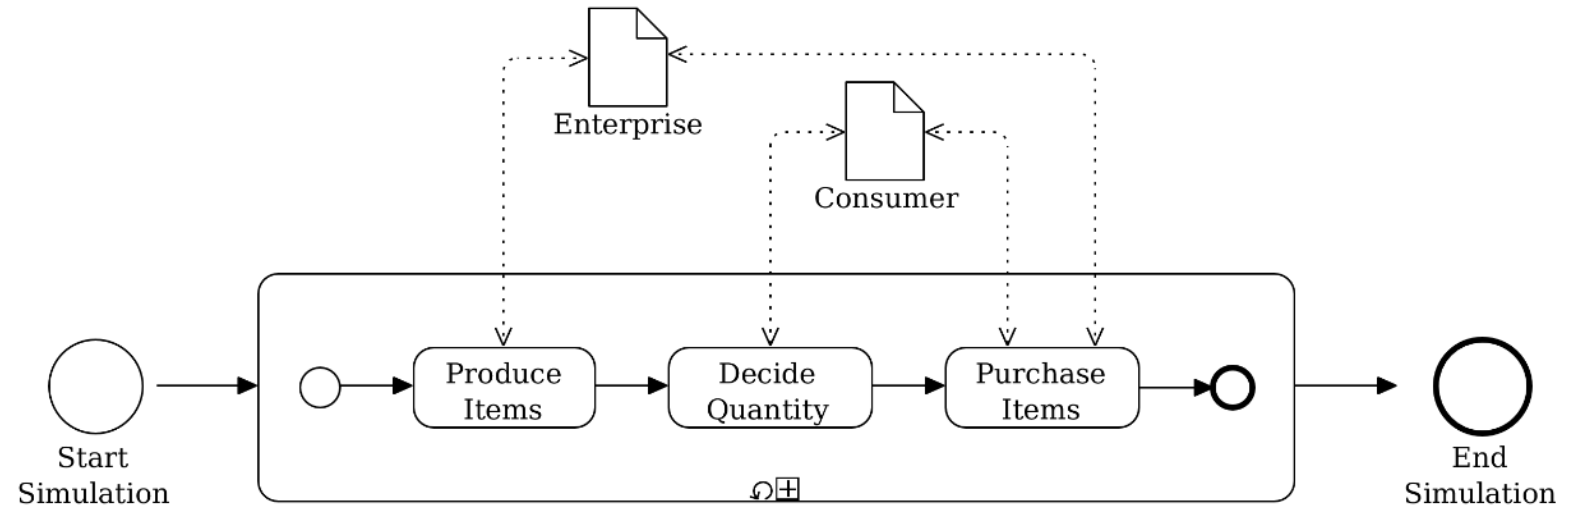 Enterprise
Consumer
Produce
Items
Decide
Quantity
Purchase
Items
Start
Simulation
End
Simulation